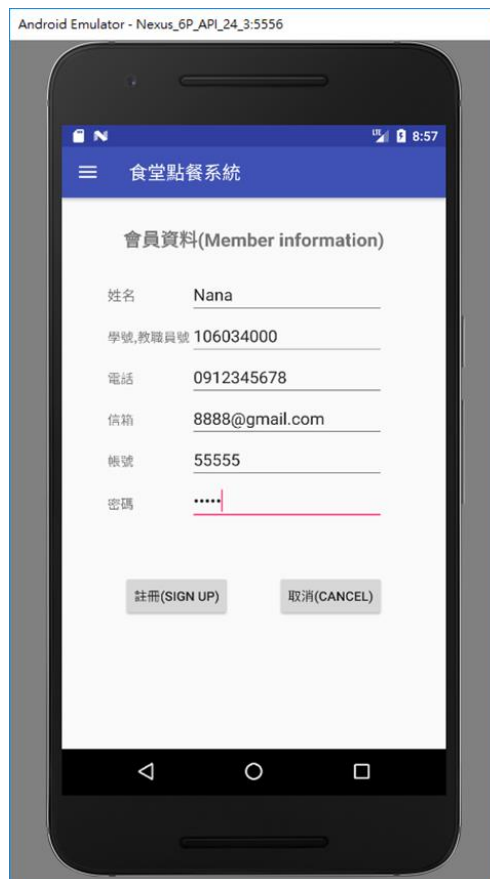 Android Emulator - Nexus_6P_API_24_3:5556
8:57
食堂點餐系統
會員資料(Member information)
姓名 Nana
學號,教職員號 106034000
電話 0912345678
信箱 8888@gmail.com
帳號 55555
密碼 •••••
註冊(SIGN UP) 取消(CANCEL)